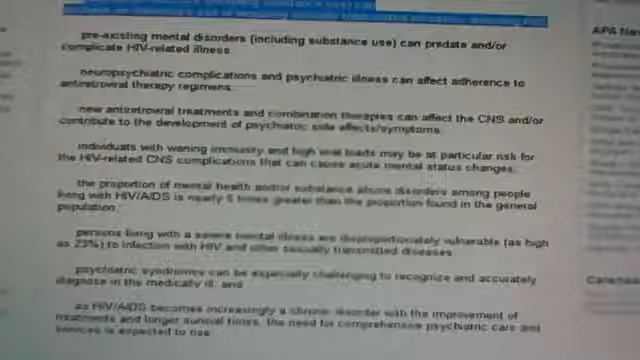 pre-existing mental disorders (including substance use) can predate and/or
complicate HIV-related illness.
neuropsychiatric complications and psychiatric illness can affect adherence to
antiretroviral therapy regimens.
new antiretroviral treatments and combination therapies can affect the CNS and/or
contribute to the development of psychiatric side effects/symptoms.
individuals with waning immunity and high viral loads may be at particular risk for
the HIV-related CNS complications that can cause acute mental status changes;
the proportion of mental health and/or substance abuse disorders among people
living with HIV/AIDS is nearly 5 times greater than the proportion found in the general
population.
persons living with a severe mental illness are disproportionately vulnerable (as high
as 23%) to infection with HIV and other sexually transmitted diseases
psychiatric syndromes can be especially challenging to recognize and accurately
diagnose in the medically ill; and
as HIV/AIDS becomes increasingly a chronic disorder with the improvement of
treatments and longer survival times, the need for comprehensive psychiatric care and
services is expected to rise.
APA